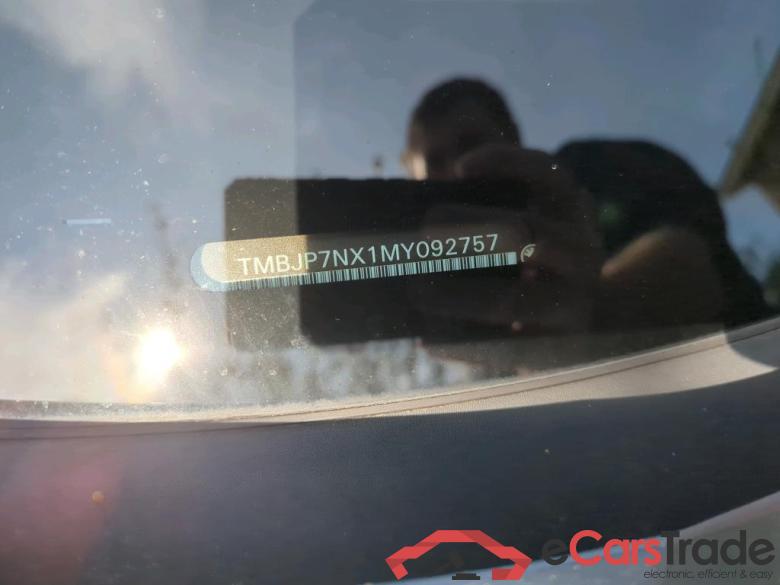 TMBJP7NX1MY092757
eCarsTrade
electronic, efficient & easy